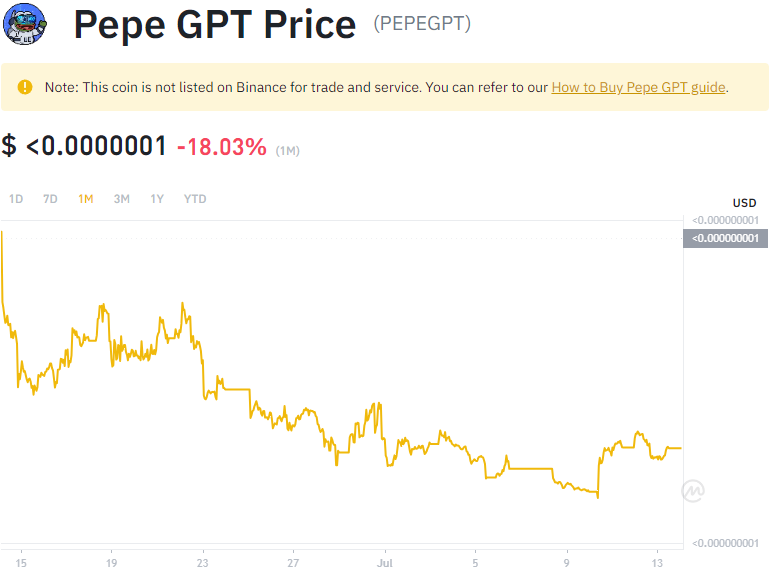 Pepe GPT Price (PEPEGPT)
Note: This coin is not listed on Binance for trade and service. You can refer to our How to Buy Pepe GPT guide.
$ <0.0000001 -18.03% (1M)
1D 7D 1M 3M 1Y YTD
USD
<0.000000001
<0.000000001
<0.000000001
15 19 23 27 Jul 5 9 13